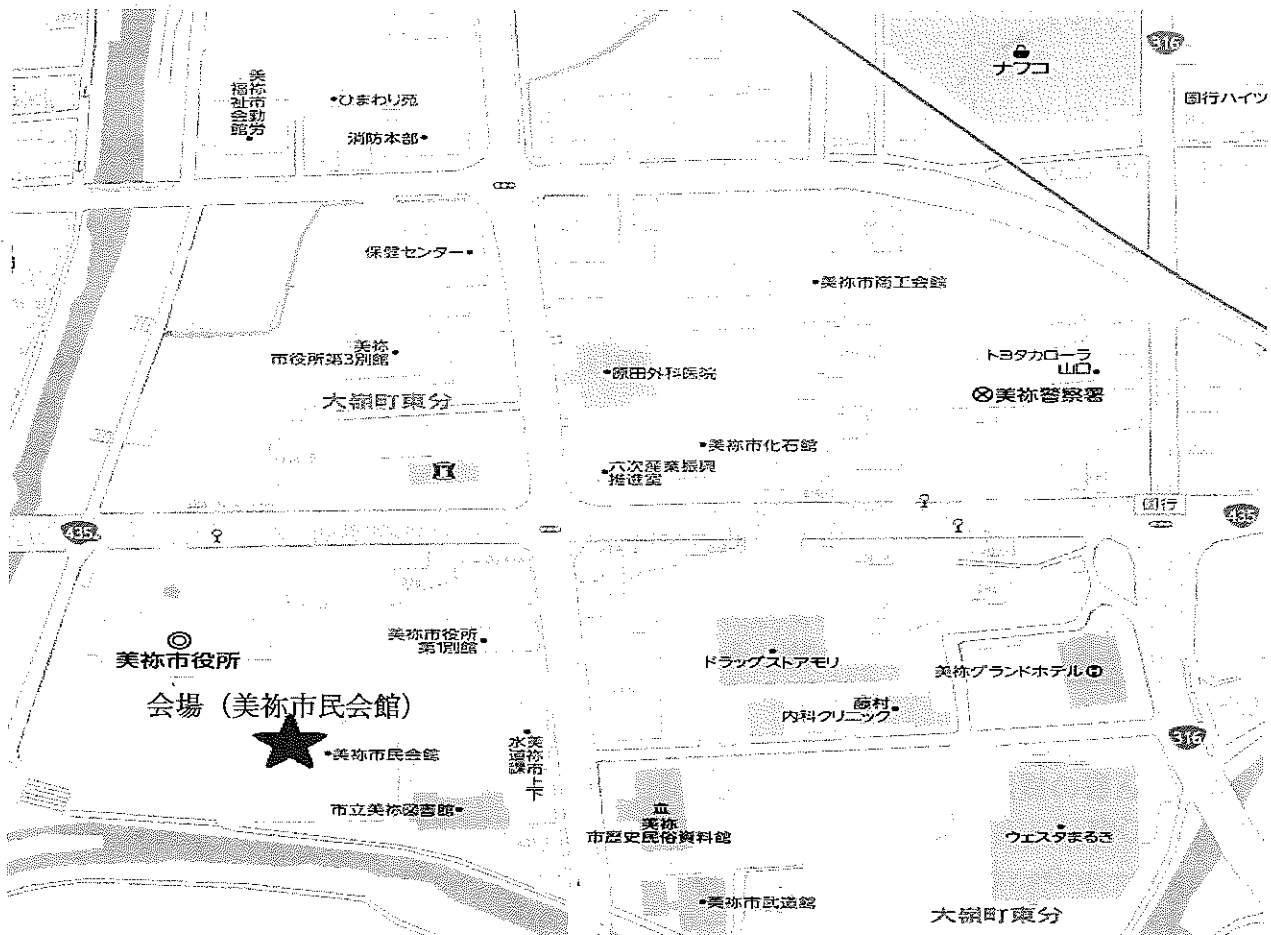 316
ナフコ
国行ハイツ
美祢市勤労
福祉会館
ひまわり苑
消防本部
保健センター
美祢市商工会館
美祢
市役所第3別館
原田外科医院
トヨタカローラ
山口
美祢警察署
大嶺町東分
美祢市化石館
六次産業振興
推進室
国行
435
435
美祢市役所
美祢市役所
第1別館
ドラッグストアモリ
美祢グランドホテル
H
会場(美祢市民会館)
藤村
内科クリニック
316
美祢市民会館
美祢市上下
水道課
市立美祢図書館
美祢
市歴史民俗資料館
ウェスタまるき
美祢市武道館
大嶺町東分